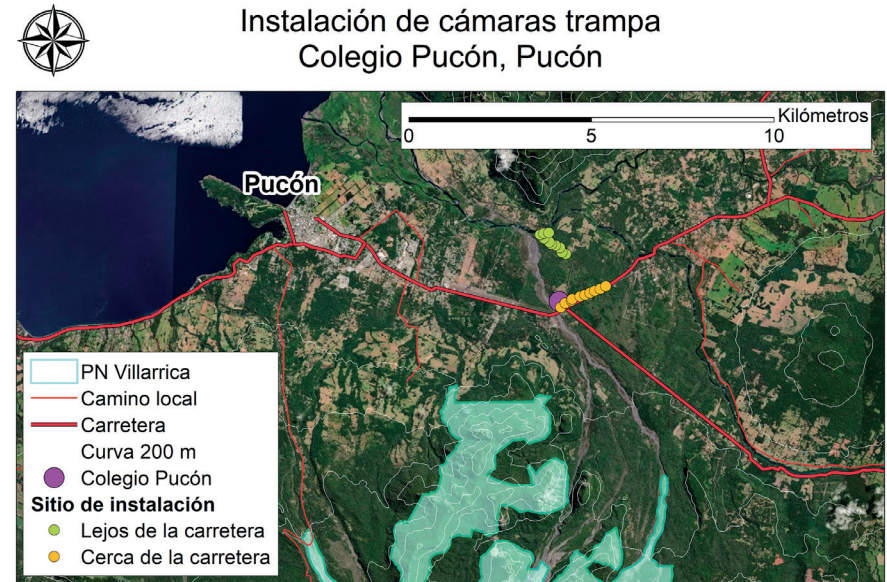 Instalación de cámaras trampa
Colegio Pucón, Pucón
Kilómetros
0 5 10
Pucón
PN Villarrica
Camino local
Carretera
Curva 200 m
Colegio Pucón
Sitio de instalación
Lejos de la carretera
Cerca de la carretera